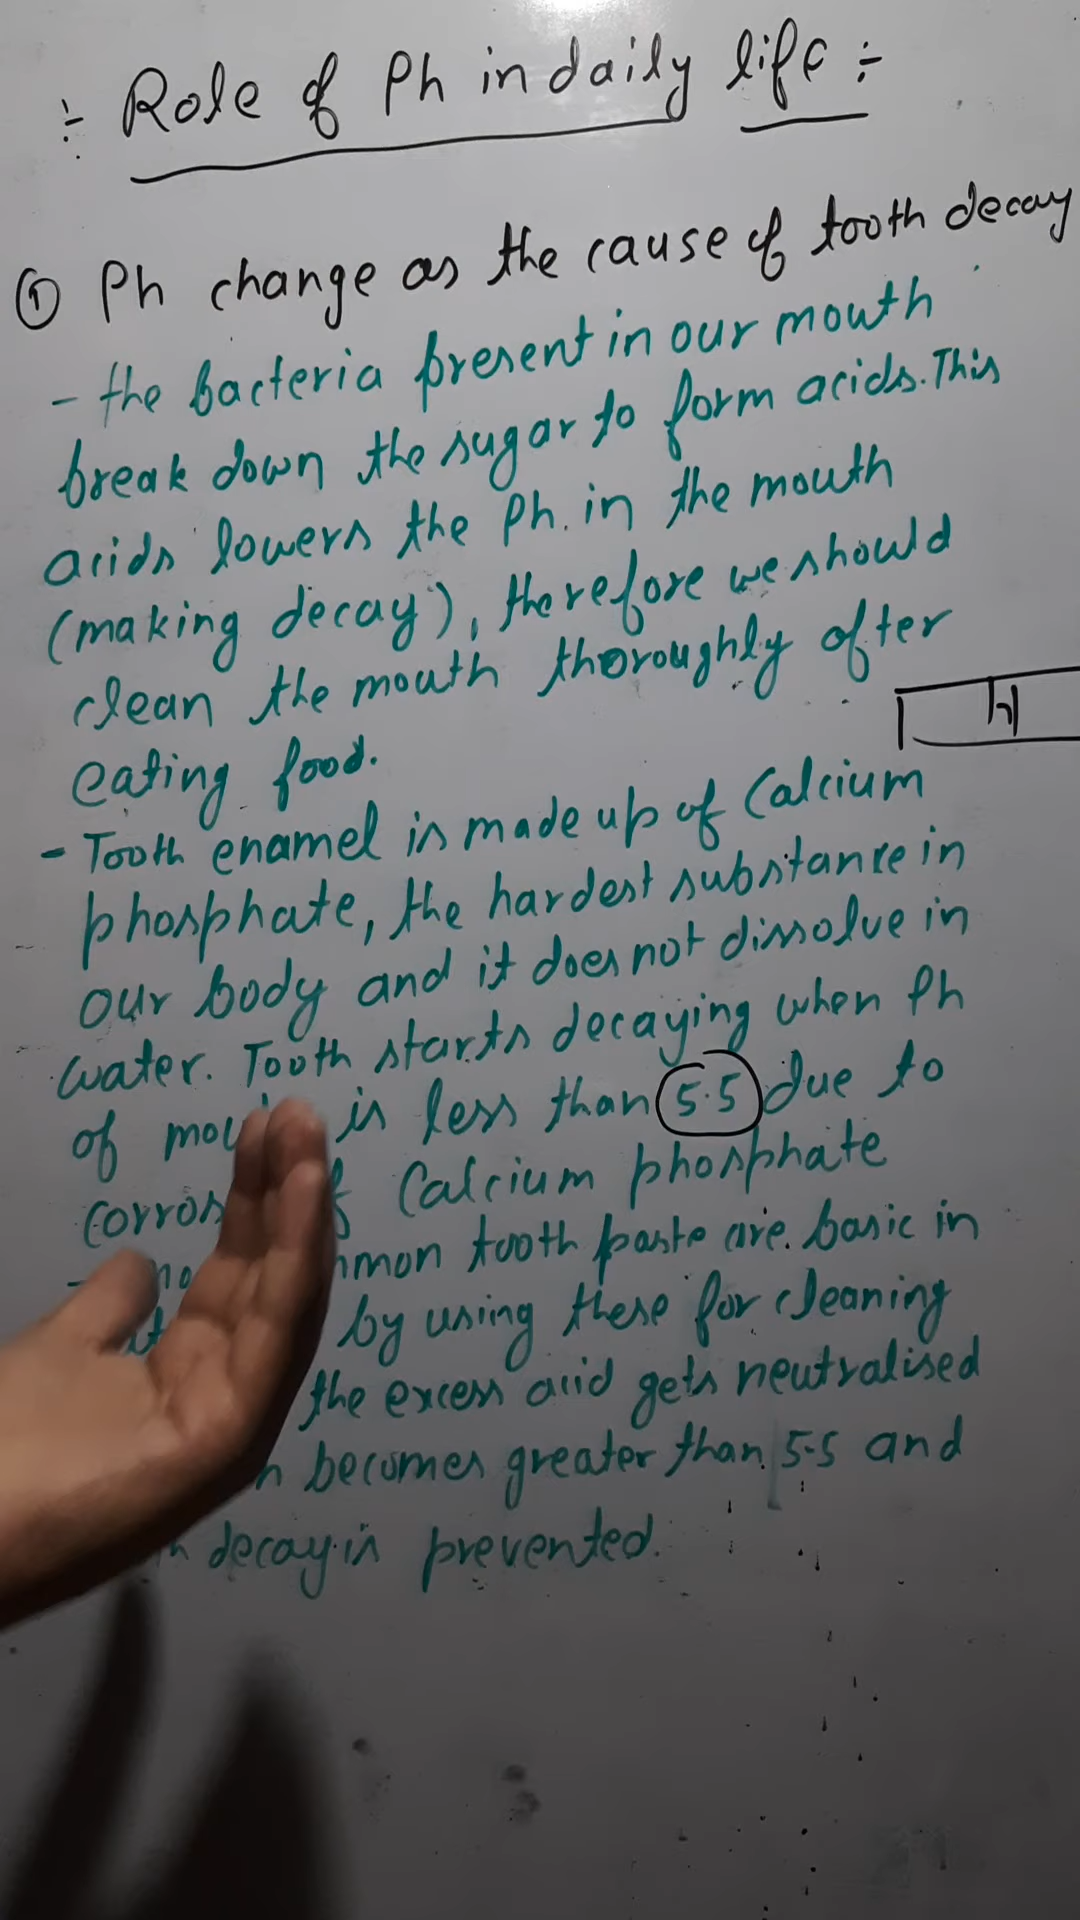 ÷ Role of Ph in daily life ÷
① Ph change as the cause of tooth decay
- the bacteria present in our mouth
break down the sugar to form acids. This
acids lowers the Ph. in the mouth
(making decay), therefore we should
clean the mouth thoroughly after
eating food.
- Tooth enamel is made up of Calcium
phosphate, the hardest substance in
our body and it does not dissolve in
water. Tooth starts decaying when Ph
of is less than 5.5 due to
Calcium phosphate
tooth paste are. basic in
by using these for cleaning
the excess acid gets neutralised
becomes greater than 5.5 and
decay is prevented.